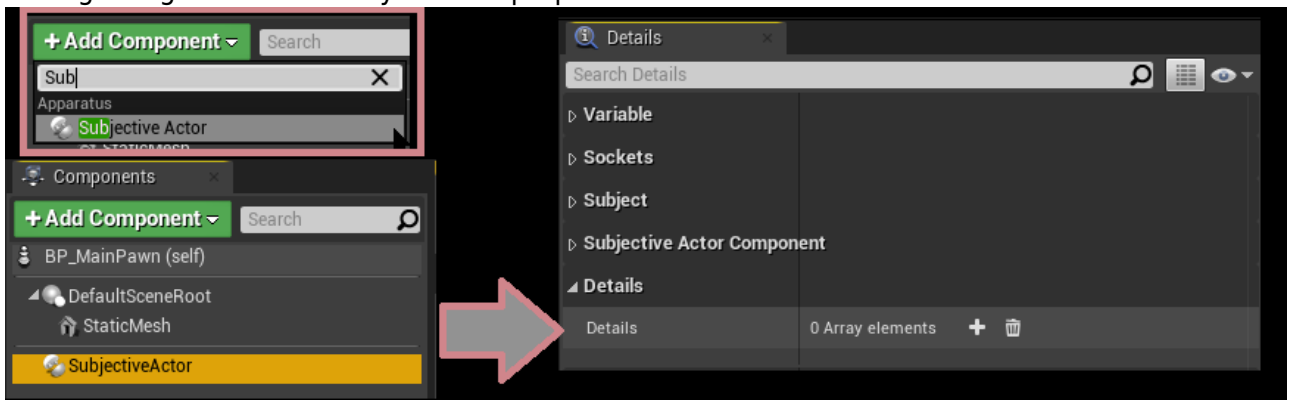 + Add Component
Search
Sub
Apparatus
Subjective Actor
StaticMesh
Components
+ Add Component
Search
BP_MainPawn (self)
DefaultSceneRoot
StaticMesh
SubjectiveActor
Details
Search Details
Variable
Sockets
Subject
Subjective Actor Component
Details
Details 0 Array elements